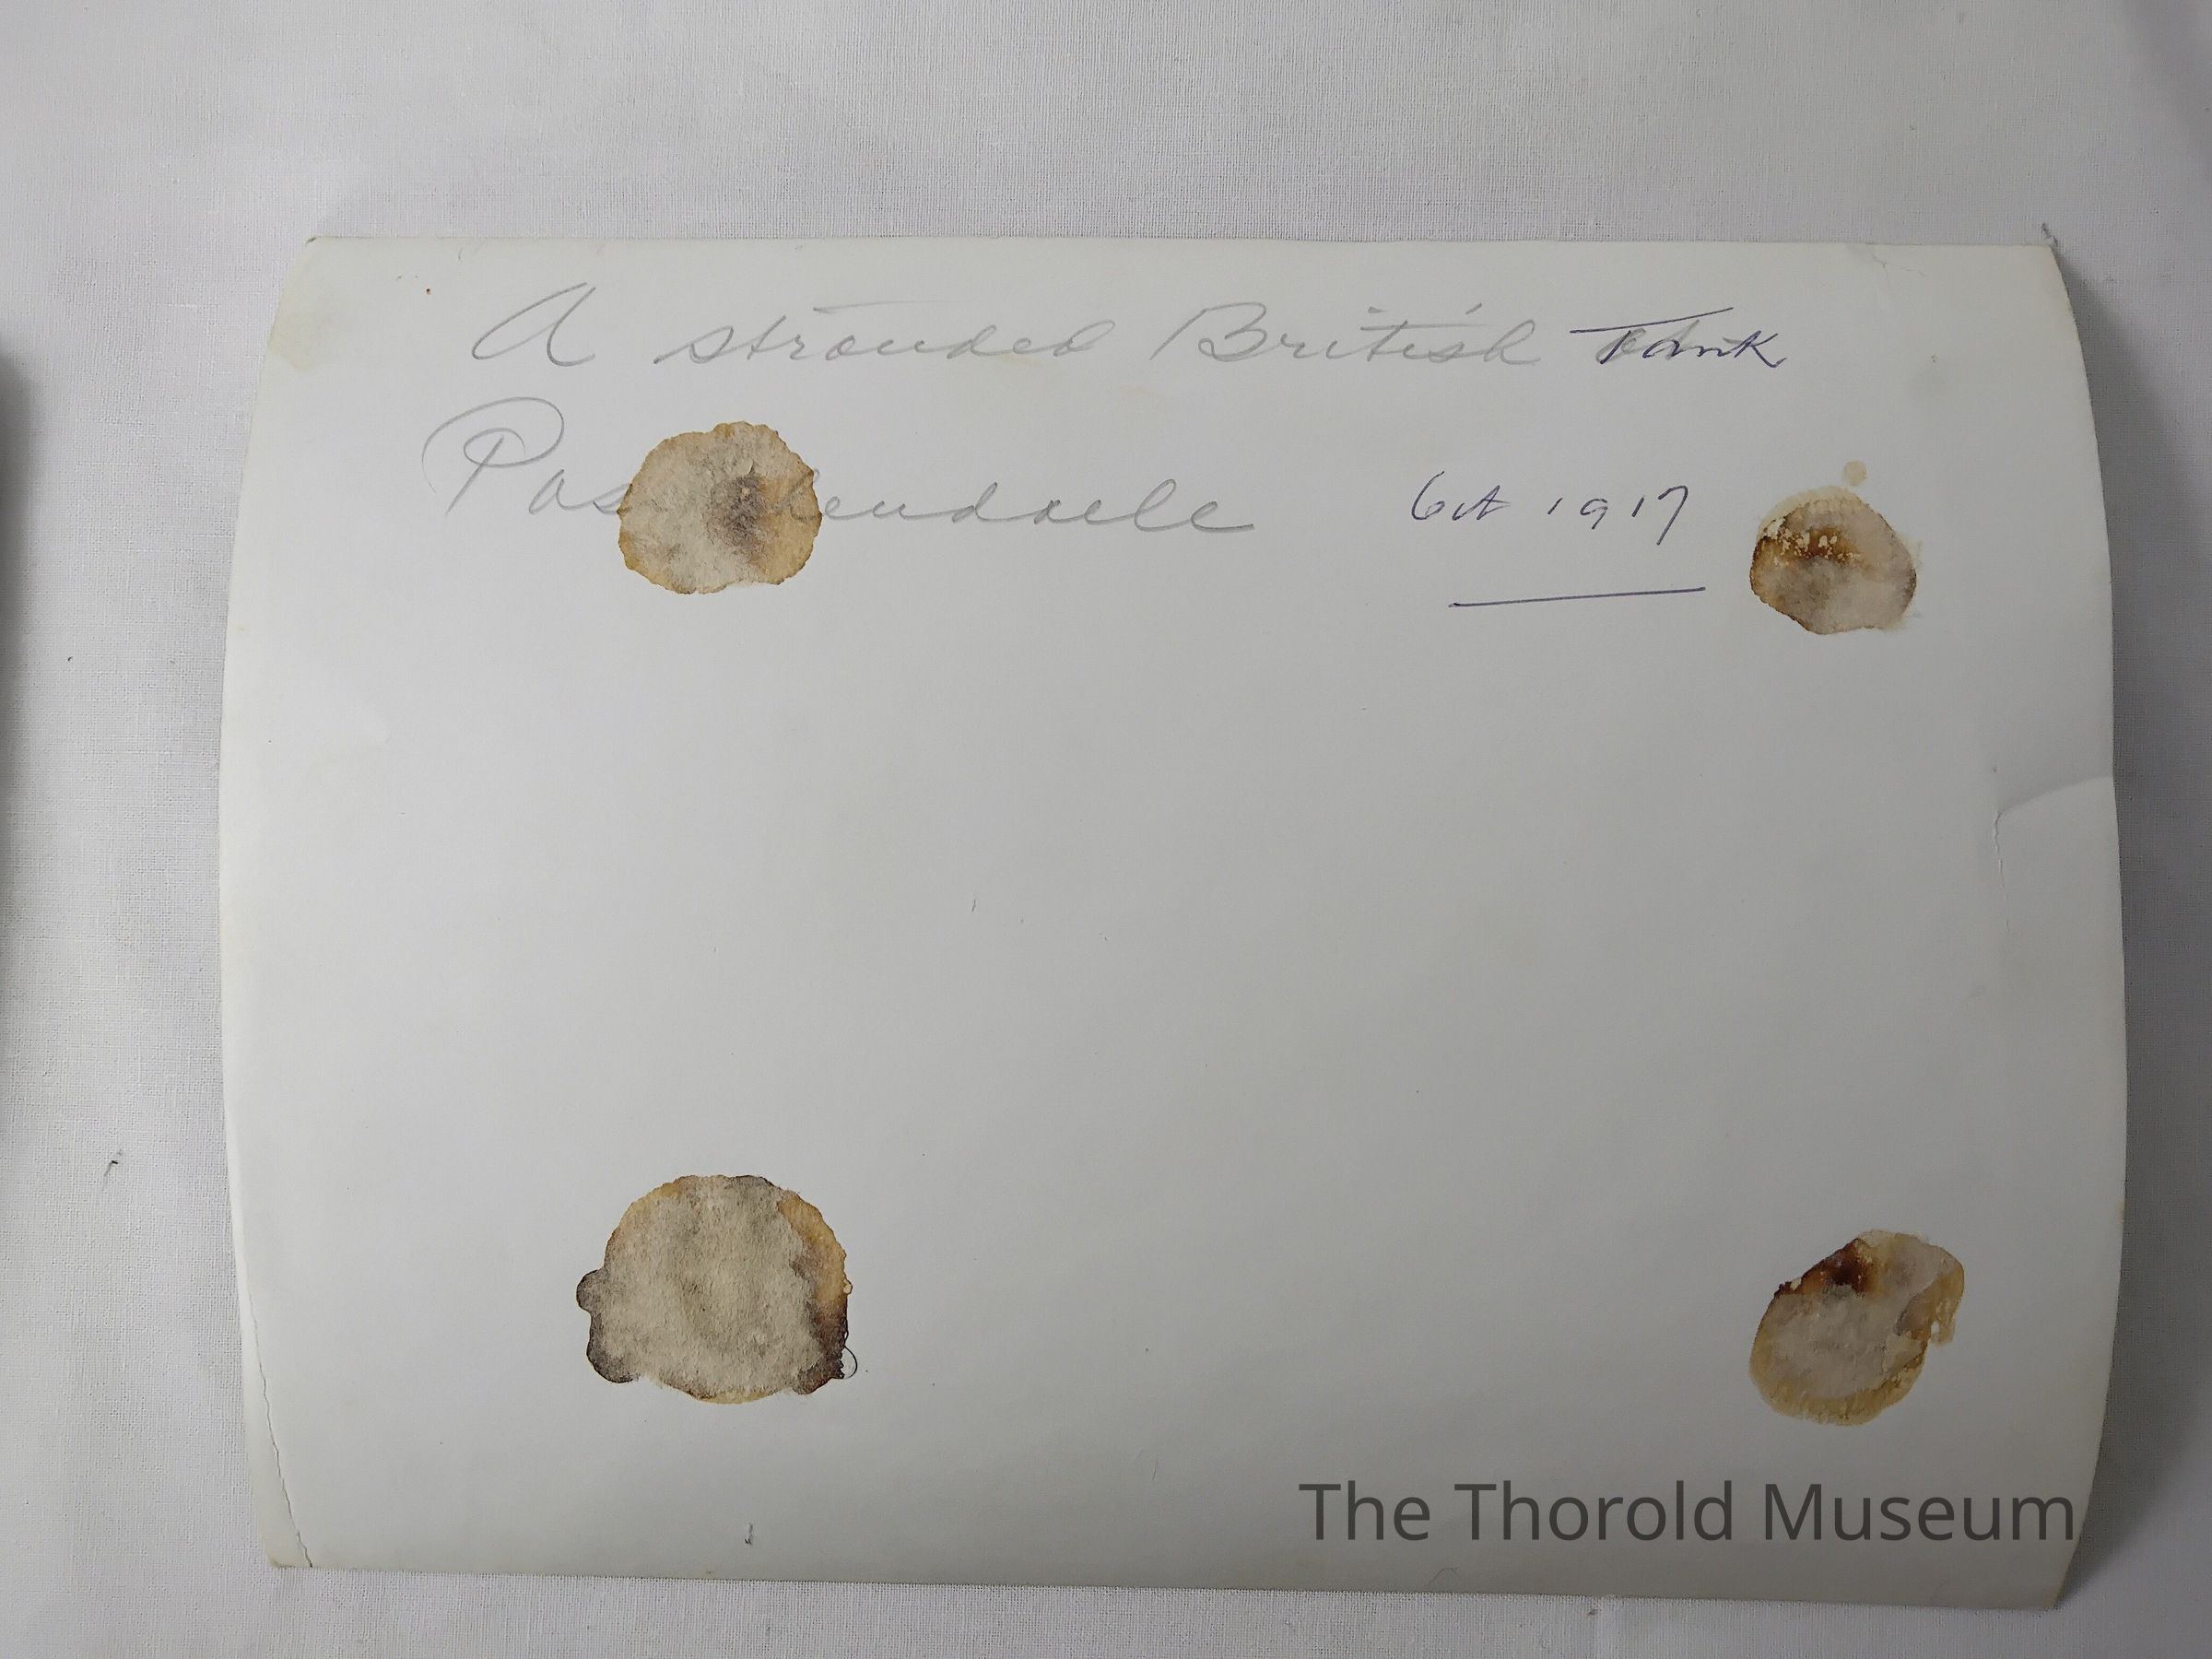 A stranded British Tank
Passchendaele Oct 1917
The Thorold Museum